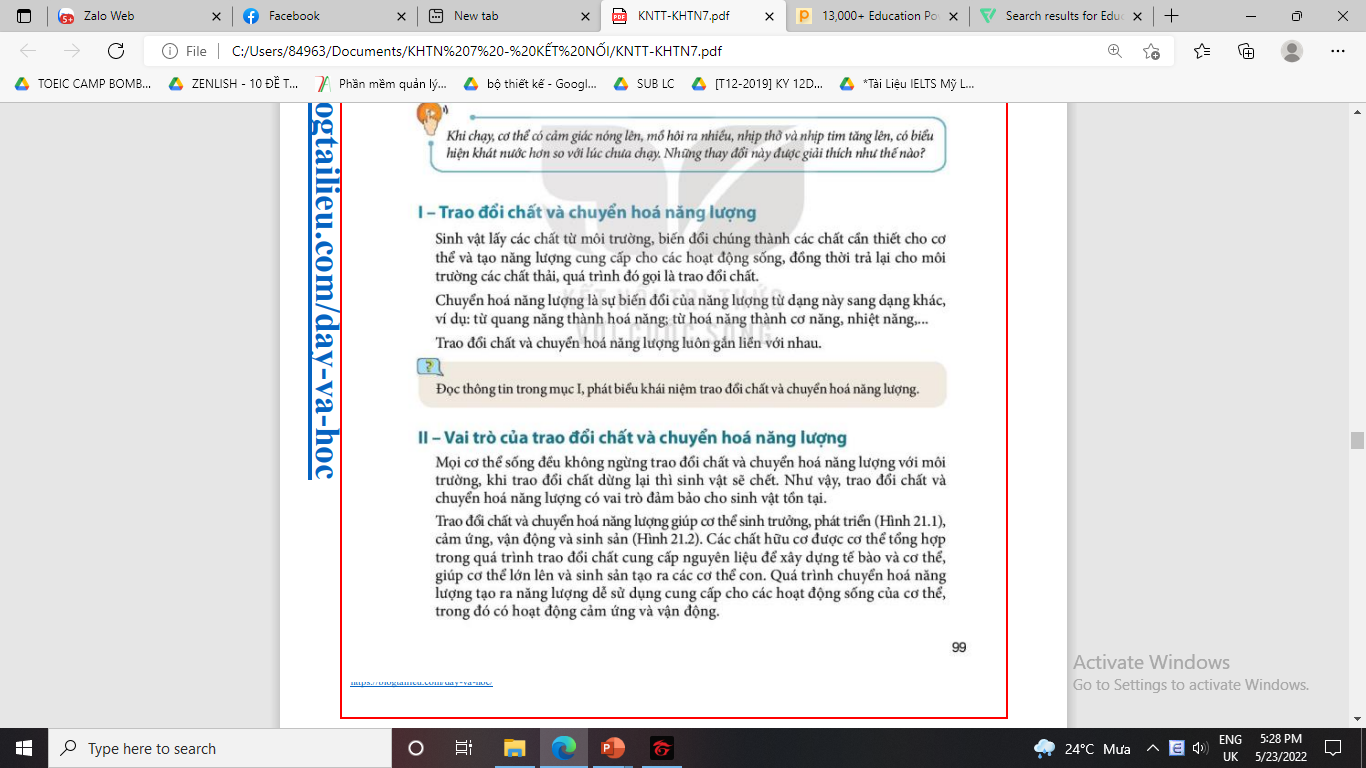 Zalo Web
Facebook
New tab
KNTT-KHTN7.pdf
13,000+ Education Po
Search results for Educ
File
C:/Users/84963/Documents/KHTN%207%20-%20KẾT%20NỐI/KNTT-KHTN7.pdf
TOEIC CAMP BOMB...
ZENLISH - 10 ĐỀ T...
Phần mềm quản lý...
bộ thiết kế - Googl...
SUB LC
[T12-2019] KY 12D...
*Tài Liệu IELTS Mỹ L...
ogtailieu.com/day-va-hoc
Khi chạy, cơ thể có cảm giác nóng lên, mồ hôi ra nhiều, nhịp thở và nhịp tim tăng lên, có biểu
hiện khát nước hơn so với lúc chưa chạy. Những thay đổi này được giải thích như thế nào?
I – Trao đổi chất và chuyển hoá năng lượng
Sinh vật lấy các chất từ môi trường, biến đổi chúng thành các chất cần thiết cho cơ
thể và tạo năng lượng cung cấp cho các hoạt động sống, đồng thời trả lại cho môi
trường các chất thải, quá trình đó gọi là trao đổi chất.
KẾT NỐI TRI THỨC
Chuyển hoá năng lượng là sự biến đổi của năng lượng từ dạng này sang dạng khác,
ví dụ: từ quang năng thành hoá năng; từ hoá năng thành cơ năng, nhiệt năng,...
VỚI CUỘC SỐNG
Trao đổi chất và chuyển hoá năng lượng luôn gắn liền với nhau.
?
Đọc thông tin trong mục I, phát biểu khái niệm trao đổi chất và chuyển hoá năng lượng.
II – Vai trò của trao đổi chất và chuyển hoá năng lượng
Mọi cơ thể sống đều không ngừng trao đổi chất và chuyển hoá năng lượng với môi
trường, khi trao đổi chất dừng lại thì sinh vật sẽ chết. Như vậy, trao đổi chất và
chuyển hoá năng lượng có vai trò đảm bảo cho sinh vật tồn tại.
Trao đổi chất và chuyển hoá năng lượng giúp cơ thể sinh trưởng, phát triển (Hình 21.1),
cảm ứng, vận động và sinh sản (Hình 21.2). Các chất hữu cơ được cơ thể tổng hợp
trong quá trình trao đổi chất cung cấp nguyên liệu để xây dựng tế bào và cơ thể,
giúp cơ thể lớn lên và sinh sản tạo ra các cơ thể con. Quá trình chuyển hoá năng
lượng tạo ra năng lượng dễ sử dụng cung cấp cho các hoạt động sống của cơ thể,
trong đó có hoạt động cảm ứng và vận động.
99
https://blogtailieu.com/day-va-hoc/
Activate Windows
Go to Settings to activate Windows.
Type here to search
24°C Mưa
ENG
UK
5:28 PM
5/23/2022